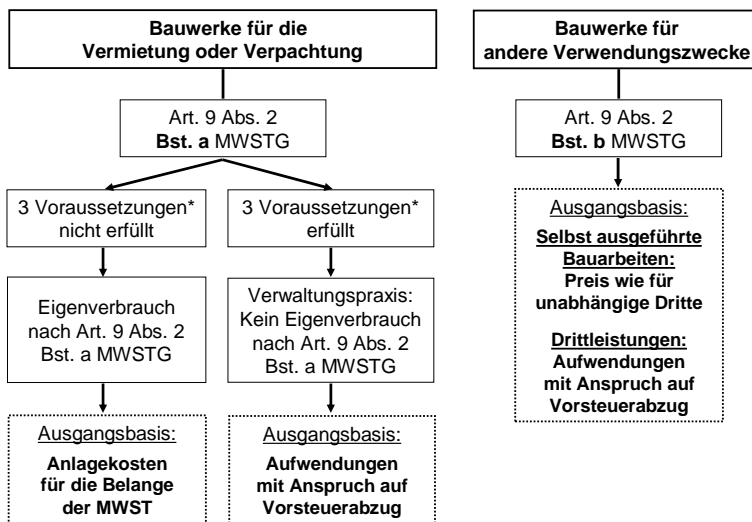 Bauwerke für die
Vermietung oder Verpachtung
Art. 9 Abs. 2
Bst. a MWSTG
3 Voraussetzungen*
nicht erfüllt
Eigenverbrauch
nach Art. 9 Abs. 2
Bst. a MWSTG
Ausgangsbasis:
Anlagekosten
für die Belange
der MWST
3 Voraussetzungen*
erfüllt
Verwaltungspraxis:
Kein Eigenverbrauch
nach Art. 9 Abs. 2
Bst. a MWSTG
Ausgangsbasis:
Aufwendungen
mit Anspruch auf
Vorsteuerabzug
Bauwerke für
andere Verwendungszwecke
Art. 9 Abs. 2
Bst. b MWSTG
Ausgangsbasis:
Selbst ausgeführte
Bauarbeiten:
Preis wie für
unabhängige Dritte
Drittleistungen:
Aufwendungen
mit Anspruch auf
Vorsteuerabzug